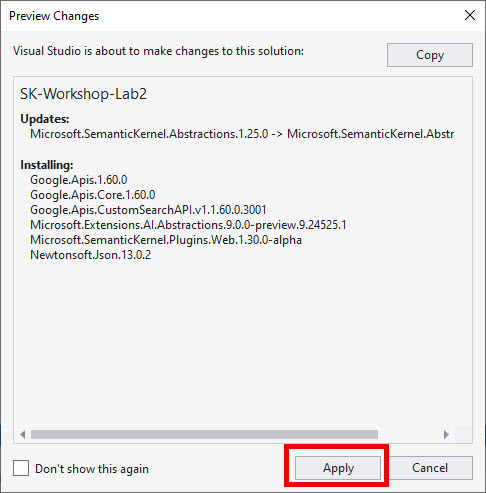 Preview Changes
Visual Studio is about to make changes to this solution:
Copy
SK-Workshop-Lab2
Updates:
Microsoft.SemanticKernel.Abstractions.1.25.0 -> Microsoft.SemanticKernel.Abstr
Installing:
Google.Apis.1.60.0
Google.Apis.Core.1.60.0
Google.Apis.CustomSearchAPI.v1.1.60.0.3001
Microsoft.Extensions.AI.Abstractions.9.0.0-preview.9.24525.1
Microsoft.SemanticKernel.Plugins.Web.1.30.0-alpha
Newtonsoft.Json.13.0.2
Don't show this again
Apply
Cancel